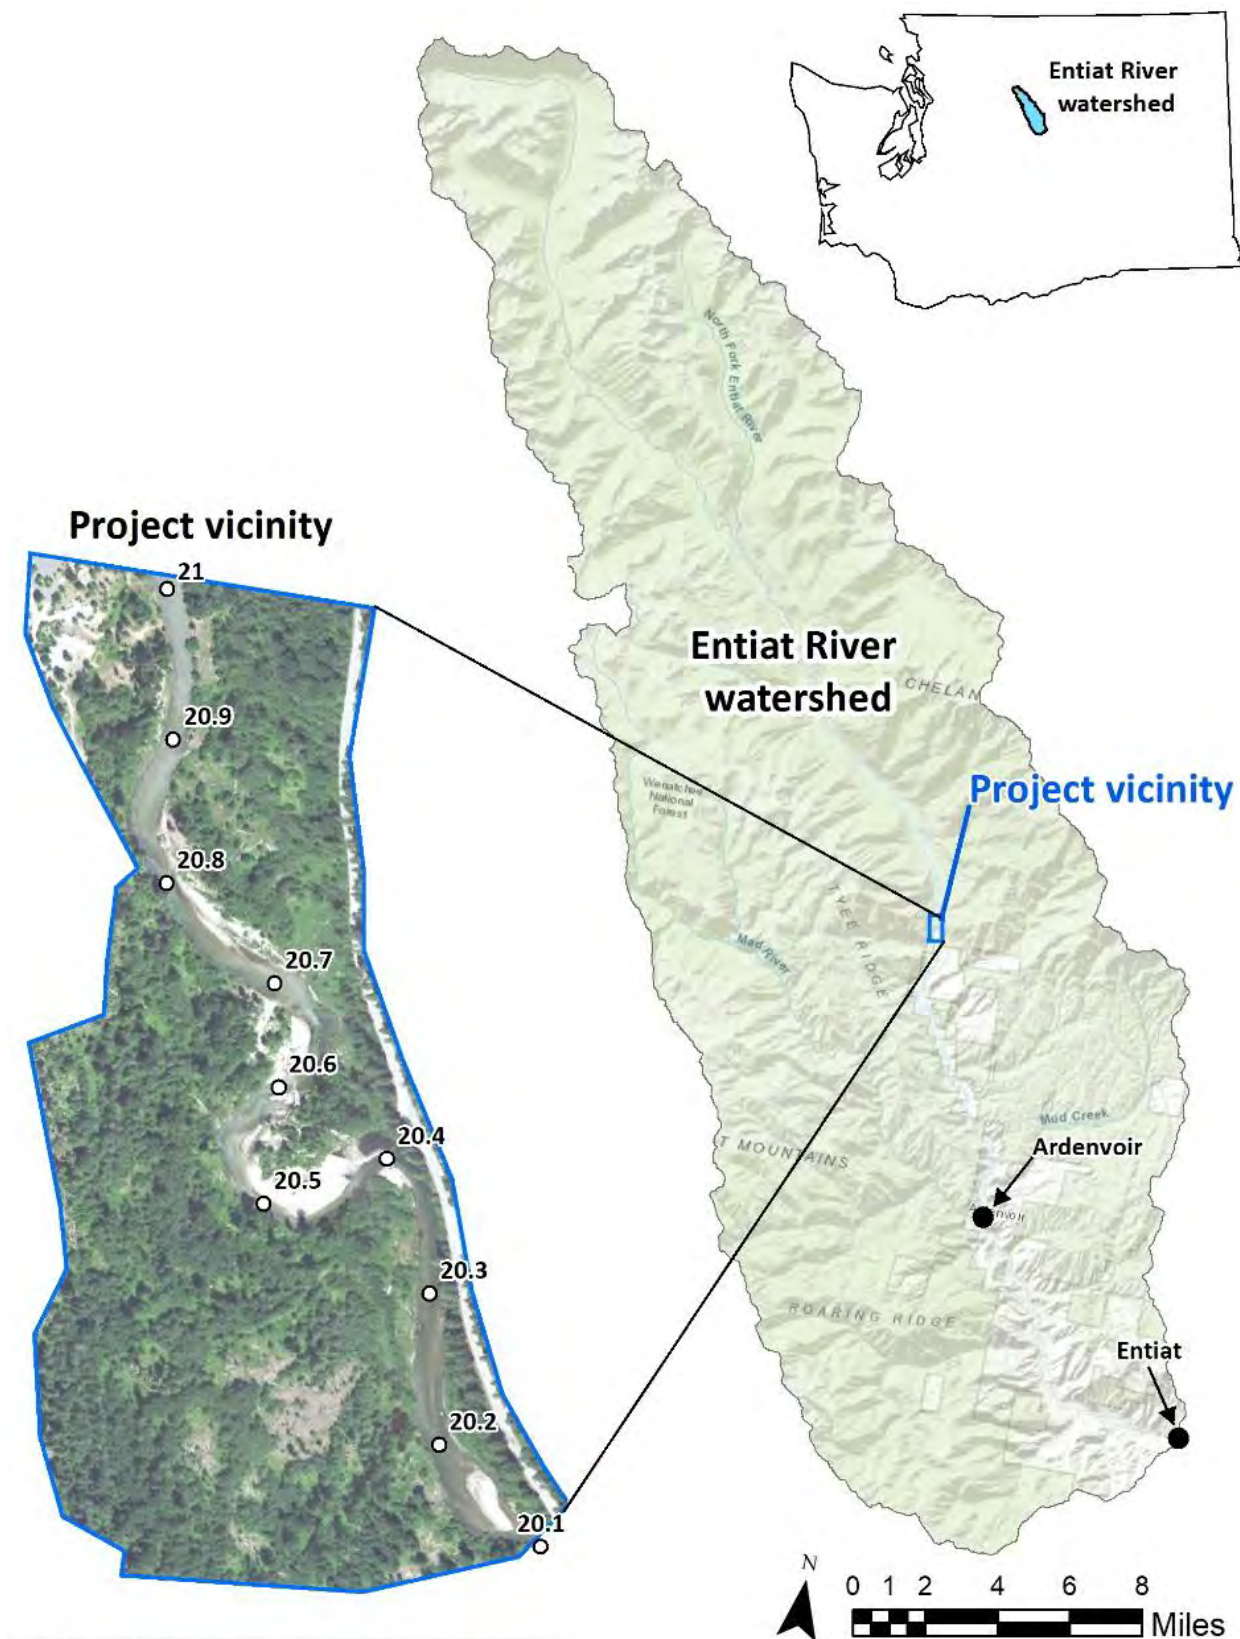 Entiat River
watershed
North Fork Entiat River
Project vicinity
21
20.9
20.8
20.7
20.6
20.5
20.4
20.3
20.2
20.1
Entiat River
watershed
CHELAN
Wenatchee
National
Forest
Project vicinity
TYEE RIDGE
Mad River
Mud Creek
T MOUNTAINS
Ardenvoir
Ardenvoir
ROARING RIDGE
Entiat
N
0 1 2 4 6 8
Miles